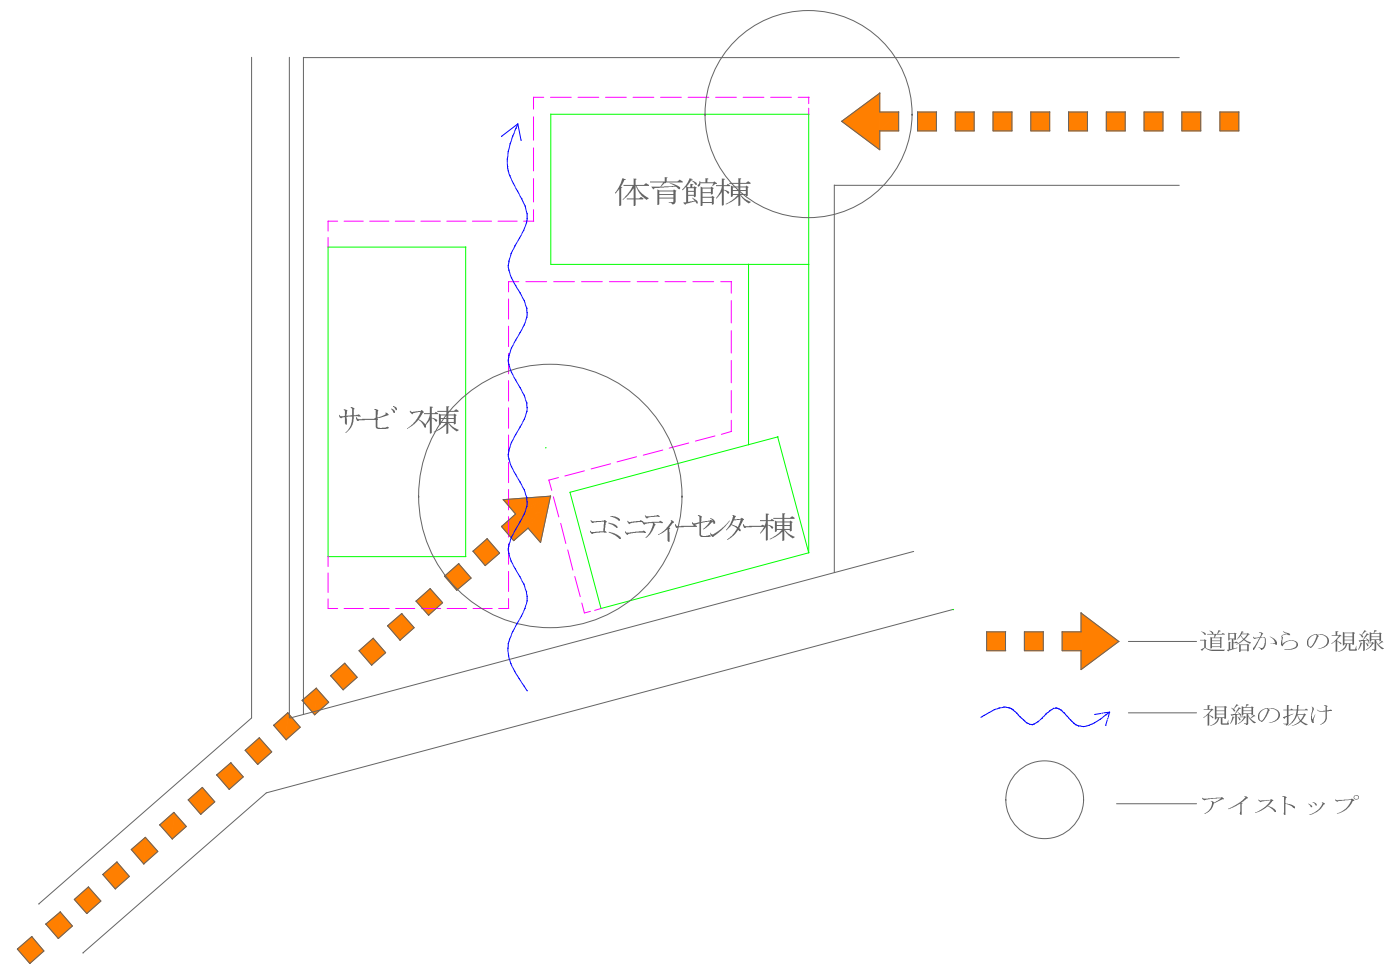 体育館棟
サービス棟
コミニティーセンター棟
道路からの視線
視線の抜け
アイストップ